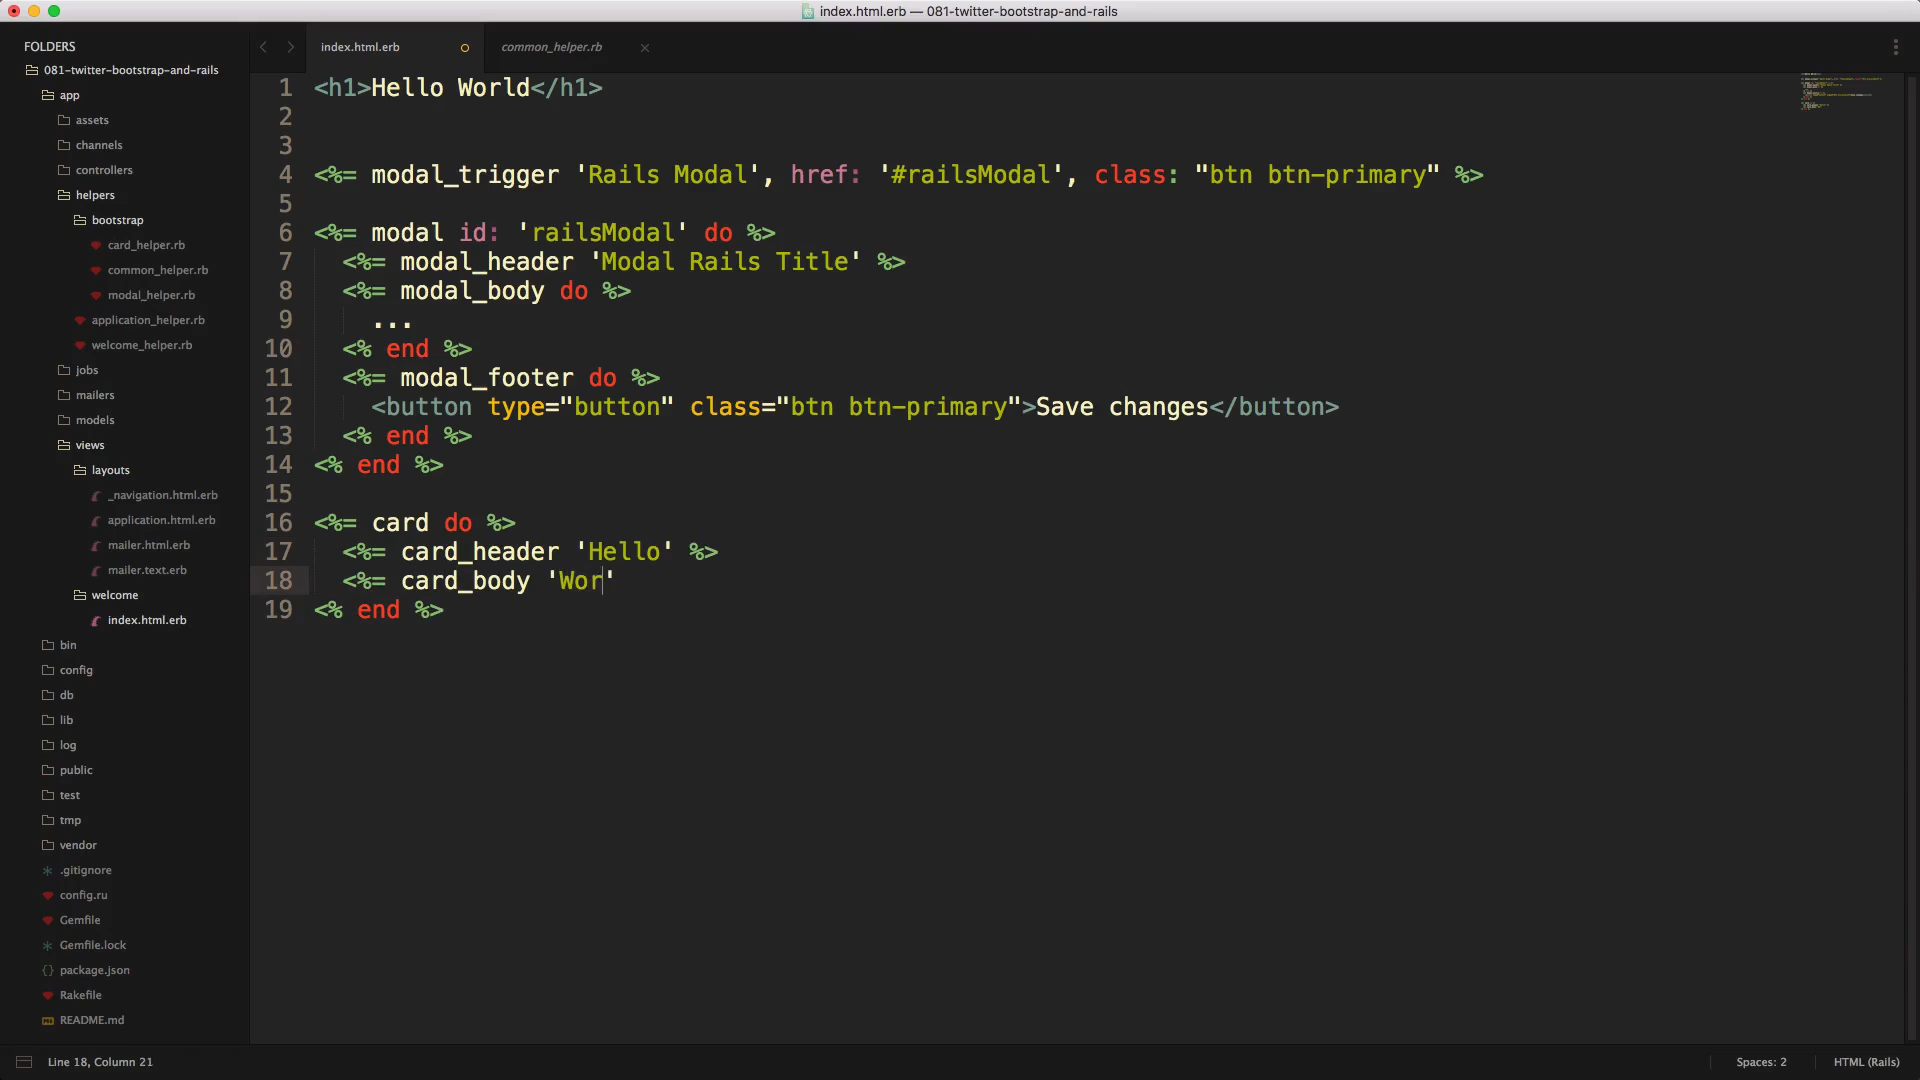 index.html.erb — 081-twitter-bootstrap-and-rails
FOLDERS
081-twitter-bootstrap-and-rails
app
assets
channels
controllers
helpers
bootstrap
card_helper.rb
common_helper.rb
modal_helper.rb
application_helper.rb
welcome_helper.rb
jobs
mailers
models
views
layouts
_navigation.html.erb
application.html.erb
mailer.html.erb
mailer.text.erb
welcome
index.html.erb
bin
config
db
lib
log
public
test
tmp
vendor
.gitignore
config.ru
Gemfile
Gemfile.lock
package.json
Rakefile
README.md
index.html.erb
common_helper.rb
1 <h1>Hello World</h1>
2
3
4 <%= modal_trigger 'Rails Modal', href: '#railsModal', class: "btn btn-primary" %>
5
6 <%= modal id: 'railsModal' do %>
7 <%= modal_header 'Modal Rails Title' %>
8 <%= modal_body do %>
9 ...
10 <% end %>
11 <%= modal_footer do %>
12 <button type="button" class="btn btn-primary">Save changes</button>
13 <% end %>
14 <% end %>
15
16 <%= card do %>
17 <%= card_header 'Hello' %>
18 <%= card_body 'Wor'
19 <% end %>
Line 18, Column 21
Spaces: 2
HTML (Rails)